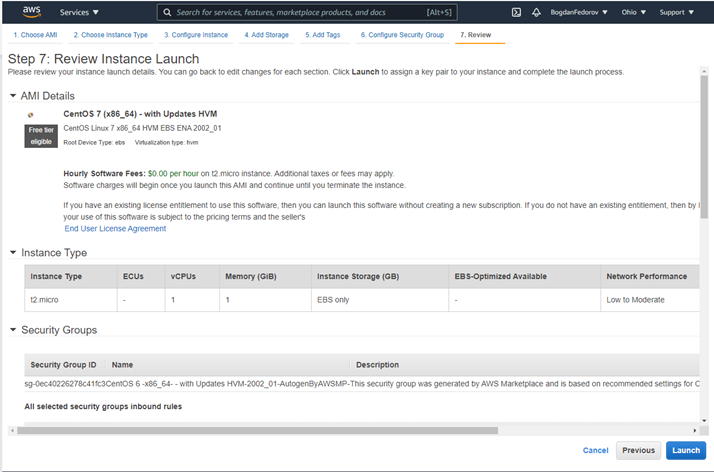 aws Services Search for services, features, marketplace products, and docs [Alt+S] BogdanFedorov Ohio Support
1. Choose AMI 2. Choose Instance Type 3. Configure Instance 4. Add Storage 5. Add Tags 6. Configure Security Group 7. Review
Step 7: Review Instance Launch
Please review your instance launch details. You can go back to edit changes for each section. Click Launch to assign a key pair to your instance and complete the launch process.
AMI Details
CentOS 7 (x86_64) - with Updates HVM
Free tier eligible
CentOS Linux 7 x86_64 HVM EBS ENA 2002_01
Root Device Type: ebs Virtualization type: hvm
Hourly Software Fees: $0.00 per hour on t2.micro instance. Additional taxes or fees may apply.
Software charges will begin once you launch this AMI and continue until you terminate the instance.
If you have an existing license entitlement to use this software, then you can launch this software without creating a new subscription. If you do not have an existing entitlement, then by
your use of this software is subject to the pricing terms and the seller's
End User License Agreement
Instance Type
Instance Type ECUs vCPUs Memory (GiB) Instance Storage (GB) EBS-Optimized Available Network Performance
t2.micro - 1 1 EBS only - Low to Moderate
Security Groups
Security Group ID Name Description
sg-0ec40226278c41fc3CentOS 6 -x86_64- - with Updates HVM-2002_01-AutogenByAWSMP-This security group was generated by AWS Marketplace and is based on recommended settings for C
All selected security groups inbound rules
Cancel Previous Launch